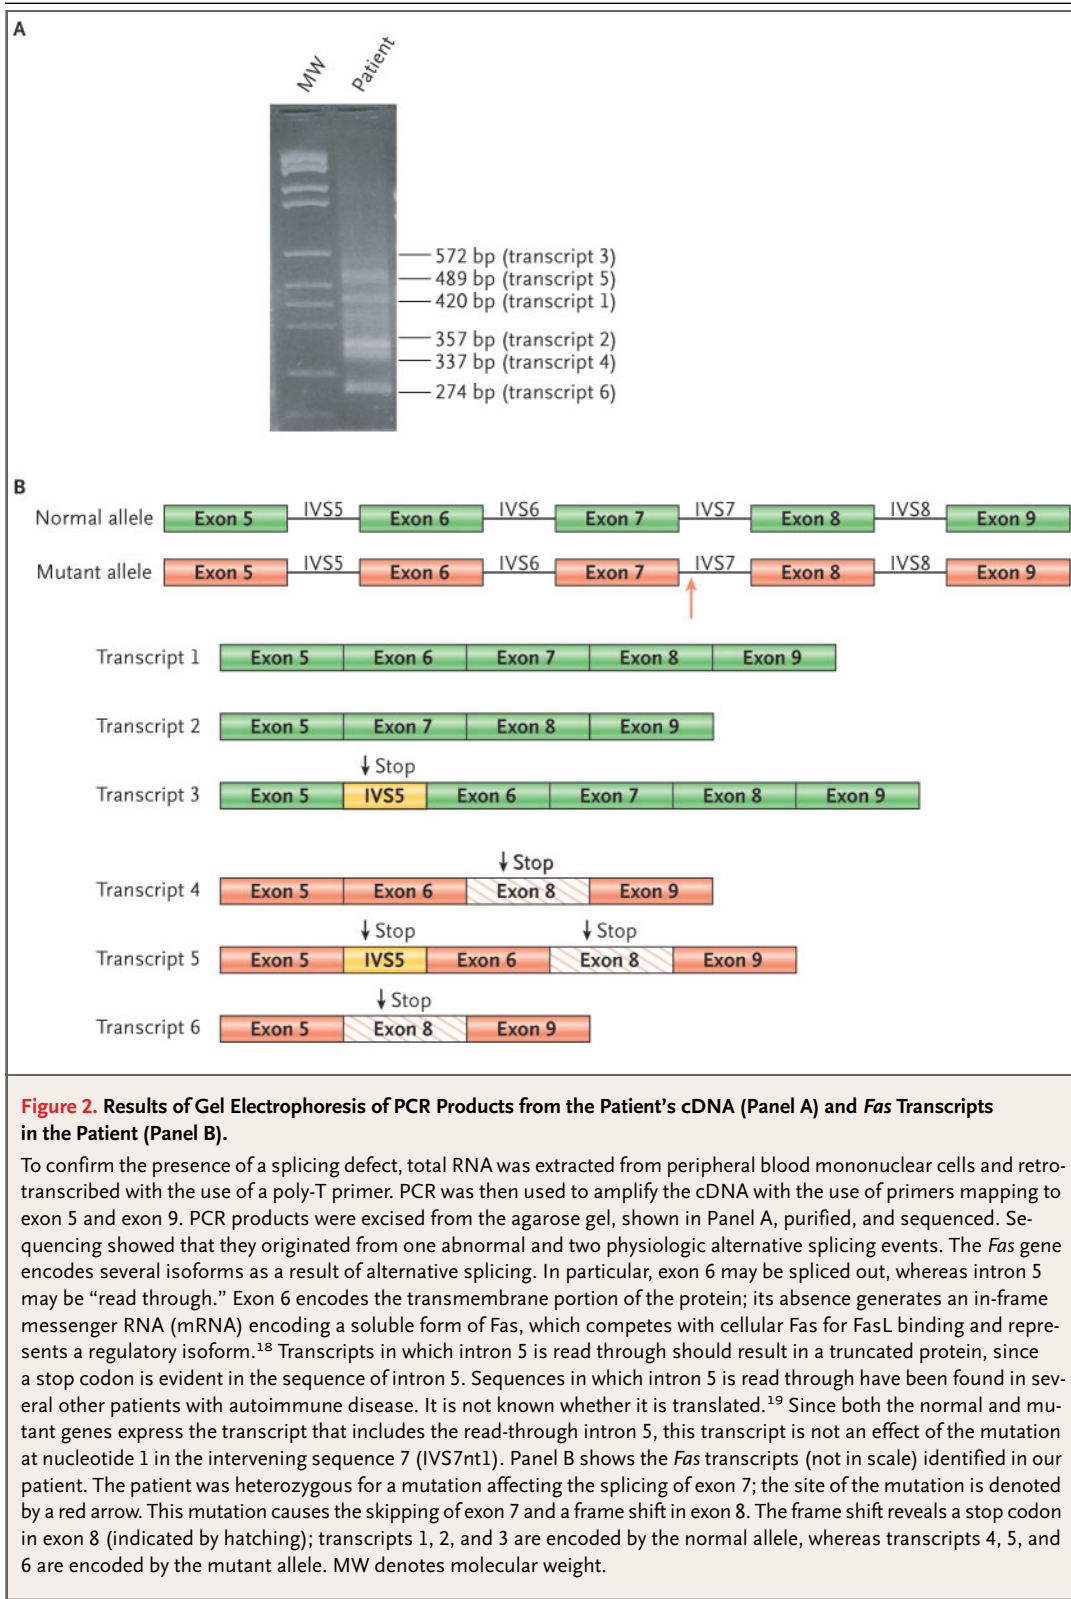 A
MW
Patient
572 bp (transcript 3)
489 bp (transcript 5)
420 bp (transcript 1)
357 bp (transcript 2)
337 bp (transcript 4)
274 bp (transcript 6)
B
Normal allele Exon 5 IVS5 Exon 6 IVS6 Exon 7 IVS7 Exon 8 IVS8 Exon 9
Mutant allele Exon 5 IVS5 Exon 6 IVS6 Exon 7 IVS7 Exon 8 IVS8 Exon 9
Transcript 1 Exon 5 Exon 6 Exon 7 Exon 8 Exon 9
Transcript 2 Exon 5 Exon 7 Exon 8 Exon 9
Stop
Transcript 3 Exon 5 IVS5 Exon 6 Exon 7 Exon 8 Exon 9
Stop
Transcript 4 Exon 5 Exon 6 Exon 8 Exon 9
Stop Stop
Transcript 5 Exon 5 IVS5 Exon 6 Exon 8 Exon 9
Stop
Transcript 6 Exon 5 Exon 8 Exon 9
Figure 2. Results of Gel Electrophoresis of PCR Products from the Patient's cDNA (Panel A) and Fas Transcripts
in the Patient (Panel B).
To confirm the presence of a splicing defect, total RNA was extracted from peripheral blood mononuclear cells and retro-
transcribed with the use of a poly-T primer. PCR was then used to amplify the cDNA with the use of primers mapping to
exon 5 and exon 9. PCR products were excised from the agarose gel, shown in Panel A, purified, and sequenced. Se-
quencing showed that they originated from one abnormal and two physiologic alternative splicing events. The Fas gene
encodes several isoforms as a result of alternative splicing. In particular, exon 6 may be spliced out, whereas intron 5
may be “read through.” Exon 6 encodes the transmembrane portion of the protein; its absence generates an in-frame
messenger RNA (mRNA) encoding a soluble form of Fas, which competes with cellular Fas for FasL binding and repre-
sents a regulatory isoform.18 Transcripts in which intron 5 is read through should result in a truncated protein, since
a stop codon is evident in the sequence of intron 5. Sequences in which intron 5 is read through have been found in sev-
eral other patients with autoimmune disease. It is not known whether it is translated.19 Since both the normal and mu-
tant genes express the transcript that includes the read-through intron 5, this transcript is not an effect of the mutation
at nucleotide 1 in the intervening sequence 7 (IVS7nt1). Panel B shows the Fas transcripts (not in scale) identified in our
patient. The patient was heterozygous for a mutation affecting the splicing of exon 7; the site of the mutation is denoted
by a red arrow. This mutation causes the skipping of exon 7 and a frame shift in exon 8. The frame shift reveals a stop codon
in exon 8 (indicated by hatching); transcripts 1, 2, and 3 are encoded by the normal allele, whereas transcripts 4, 5, and
6 are encoded by the mutant allele. MW denotes molecular weight.